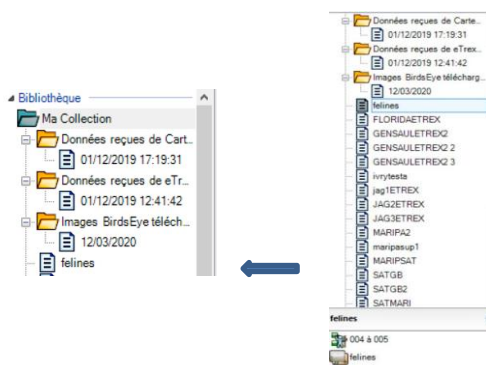 Bibliothèque
Ma Collection
Données reçues de Cart...
01/12/2019 17:19:31
Données reçues de eTr...
01/12/2019 12:41:42
Images BirdsEye téléch...
12/03/2020
felines
Données reçues de Carte...
01/12/2019 17:19:31
Données reçues de eTrex...
01/12/2019 12:41:42
Images BirdsEye télécharg...
12/03/2020
felines
FLORIDAETREX
GENSAULETREX2
GENSAULETREX2 2
GENSAULETREX2 3
ivrytesta
jag1ETREX
JAG2ETREX
JAG3ETREX
MARIPA2
maripasup1
MARIPSAT
SATGB
SATGB2
SATMARI
felines
004 à 005
felines